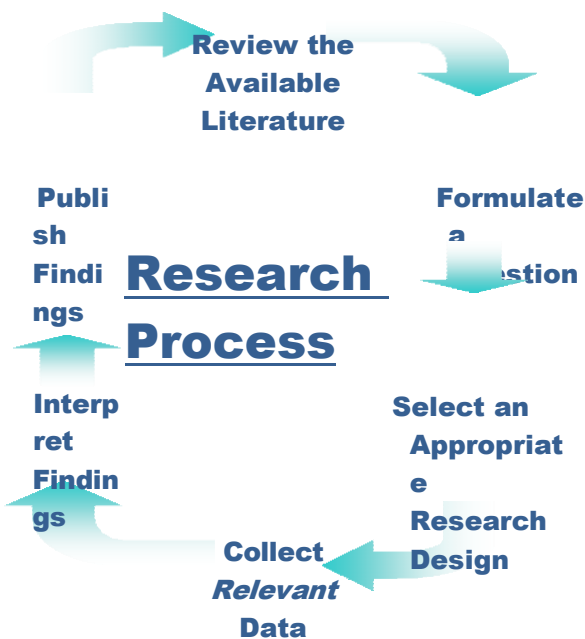 Review the
Available
Literature
Formulate
a
estion
Select an
Appropriat
e
Research
Design
Collect
Relevant
Data
Interp
ret
Findin
gs
Publi
sh
Findi
ngs
Research
Process